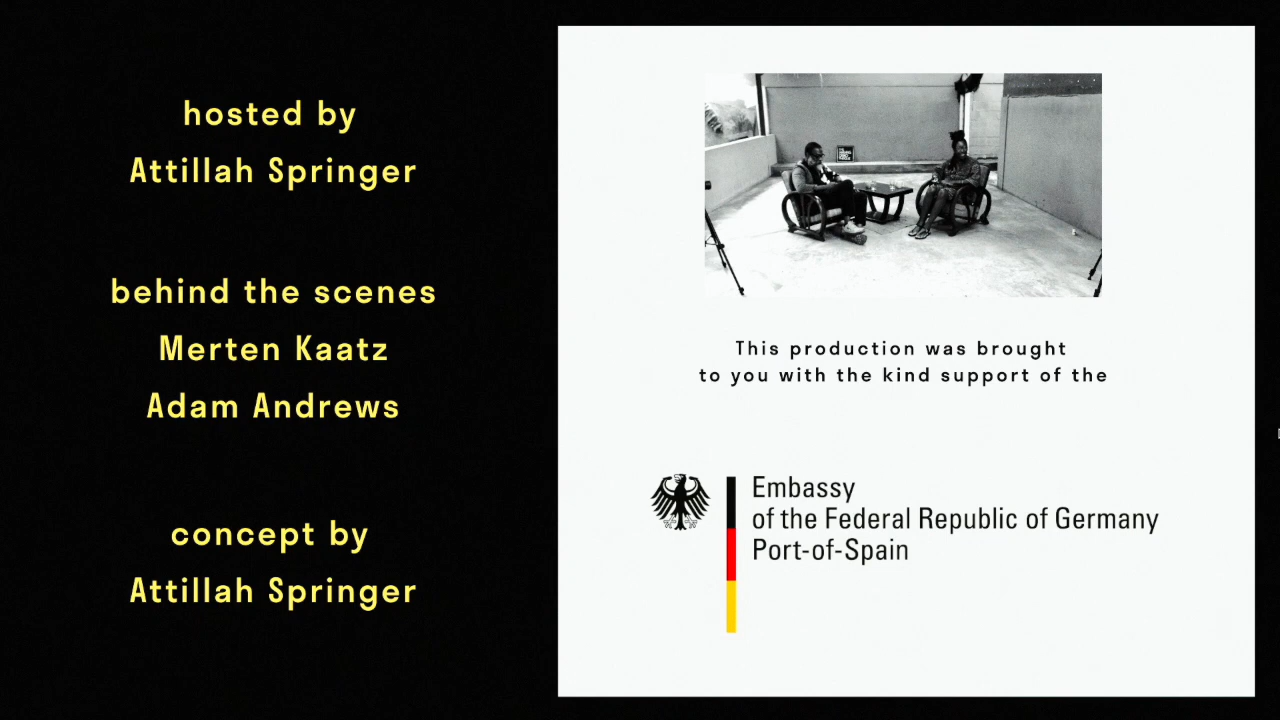 hosted by
Attillah Springer
behind the scenes
Merten Kaatz
Adam Andrews
concept by
Attillah Springer
This production was brought
to you with the kind support of the
Embassy
of the Federal Republic of Germany
Port-of-Spain